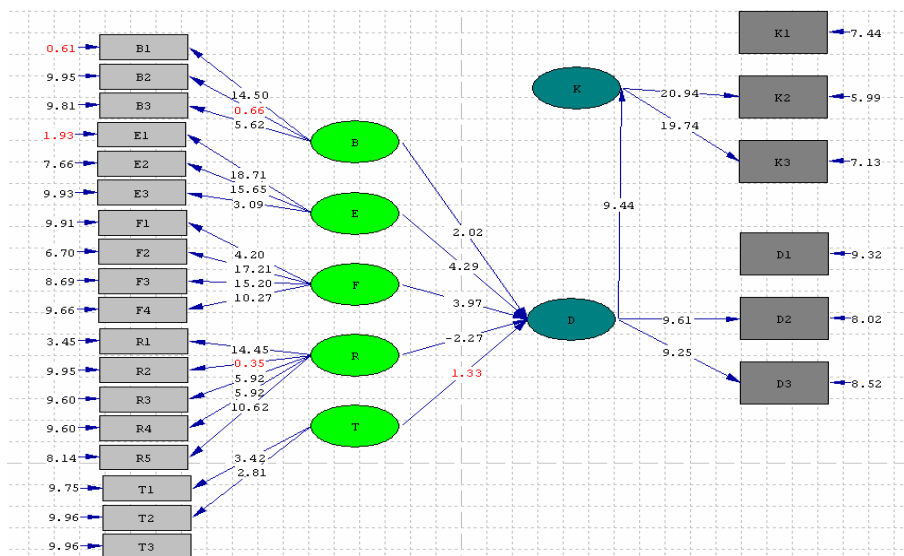 0.61 B1
9.95 B2
9.81 B3
1.93 E1
7.66 E2
9.93 E3
9.91 F1
6.70 F2
8.69 F3
9.66 F4
3.45 R1
9.95 R2
9.60 R3
9.60 R4
8.14 R5
9.75 T1
9.96 T2
9.96 T3
14.50
0.66
5.62
18.71
15.65
3.09
4.20
17.21
15.20
10.27
14.45
0.35
5.92
5.92
10.62
3.42
2.81
B
E
F
R
T
2.02
4.29
3.97
-2.27
1.33
K
9.44
D
20.94
19.74
9.61
9.25
K1 7.44
K2 5.99
K3 7.13
D1 9.32
D2 8.02
D3 8.52